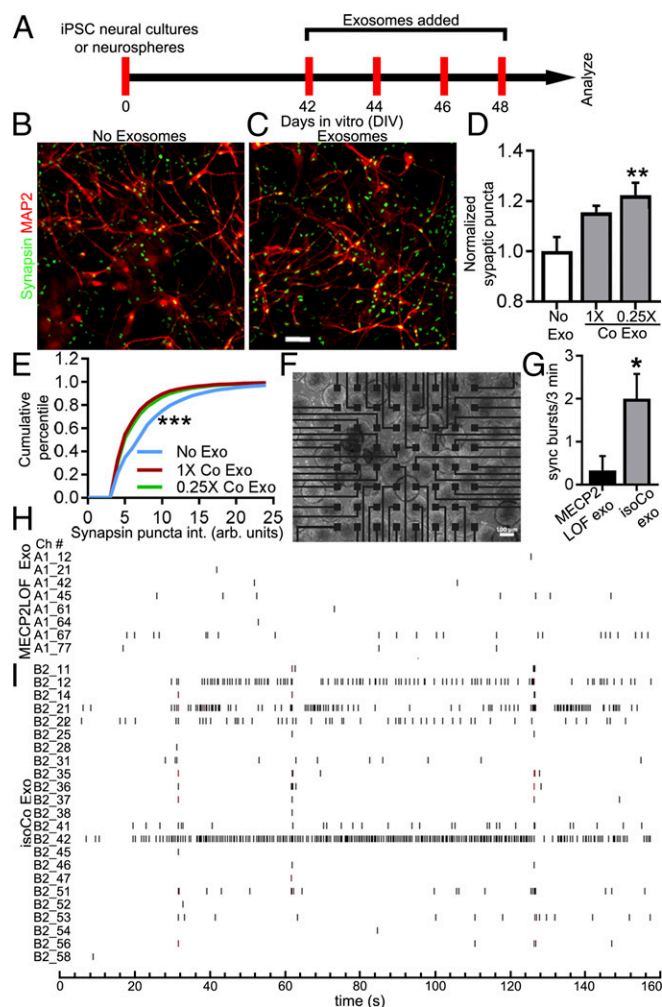 A
iPSC neural cultures
or neurospheres
Exosomes added
Analyze
0 42 44 46 48
Days in vitro (DIV)
B
No Exosomes
C
Exosomes
Synapsin MAP2
D
Normalized
sypaptic puncta
1.4
1.2
1.0
0.8
**
No
Exo
1X 0.25X
Co Exo
E
Cumulative
percentile
1.0
0.8
0.6
0.4
0.2
0.0
***
No Exo
1X Co Exo
0.25X Co Exo
0 5 10 15 20 25
Synapsin puncta int. (arb. units)
F
100 µm
G
sync bursts/3 min
3
2
1
0
*
MECP2
LOF exo
isoCo
exo
H
Ch #
MECP2LOF Exo
A1_12
A1_21
A1_42
A1_45
A1_61
A1_64
A1_67
A1_77
I
isoCo Exo
B2_11
B2_12
B2_14
B2_21
B2_22
B2_25
B2_28
B2_31
B2_35
B2_36
B2_37
B2_38
B2_41
B2_42
B2_45
B2_46
B2_47
B2_51
B2_52
B2_53
B2_54
B2_56
B2_58
0 20 40 60 80 100 120 140 160
time (s)